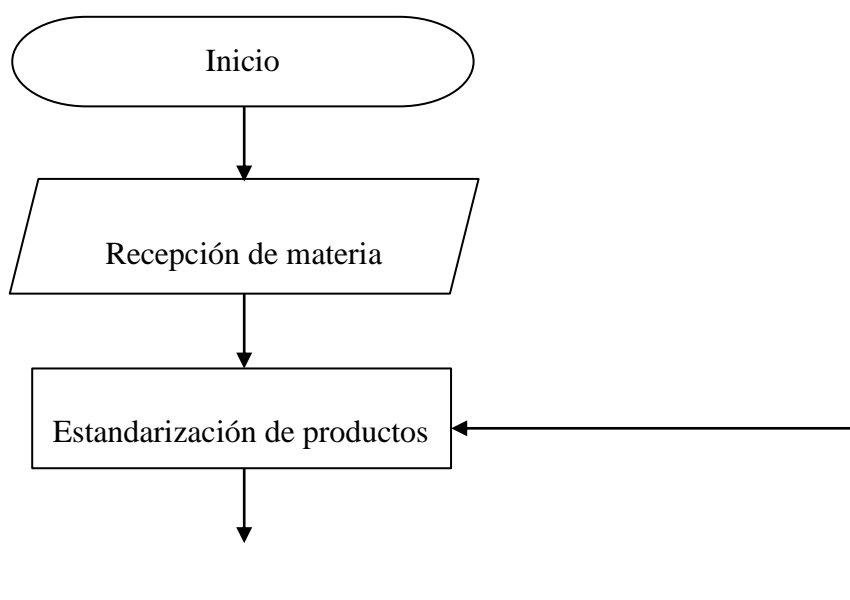 Inicio
Recepción de materia
Estandarización de productos